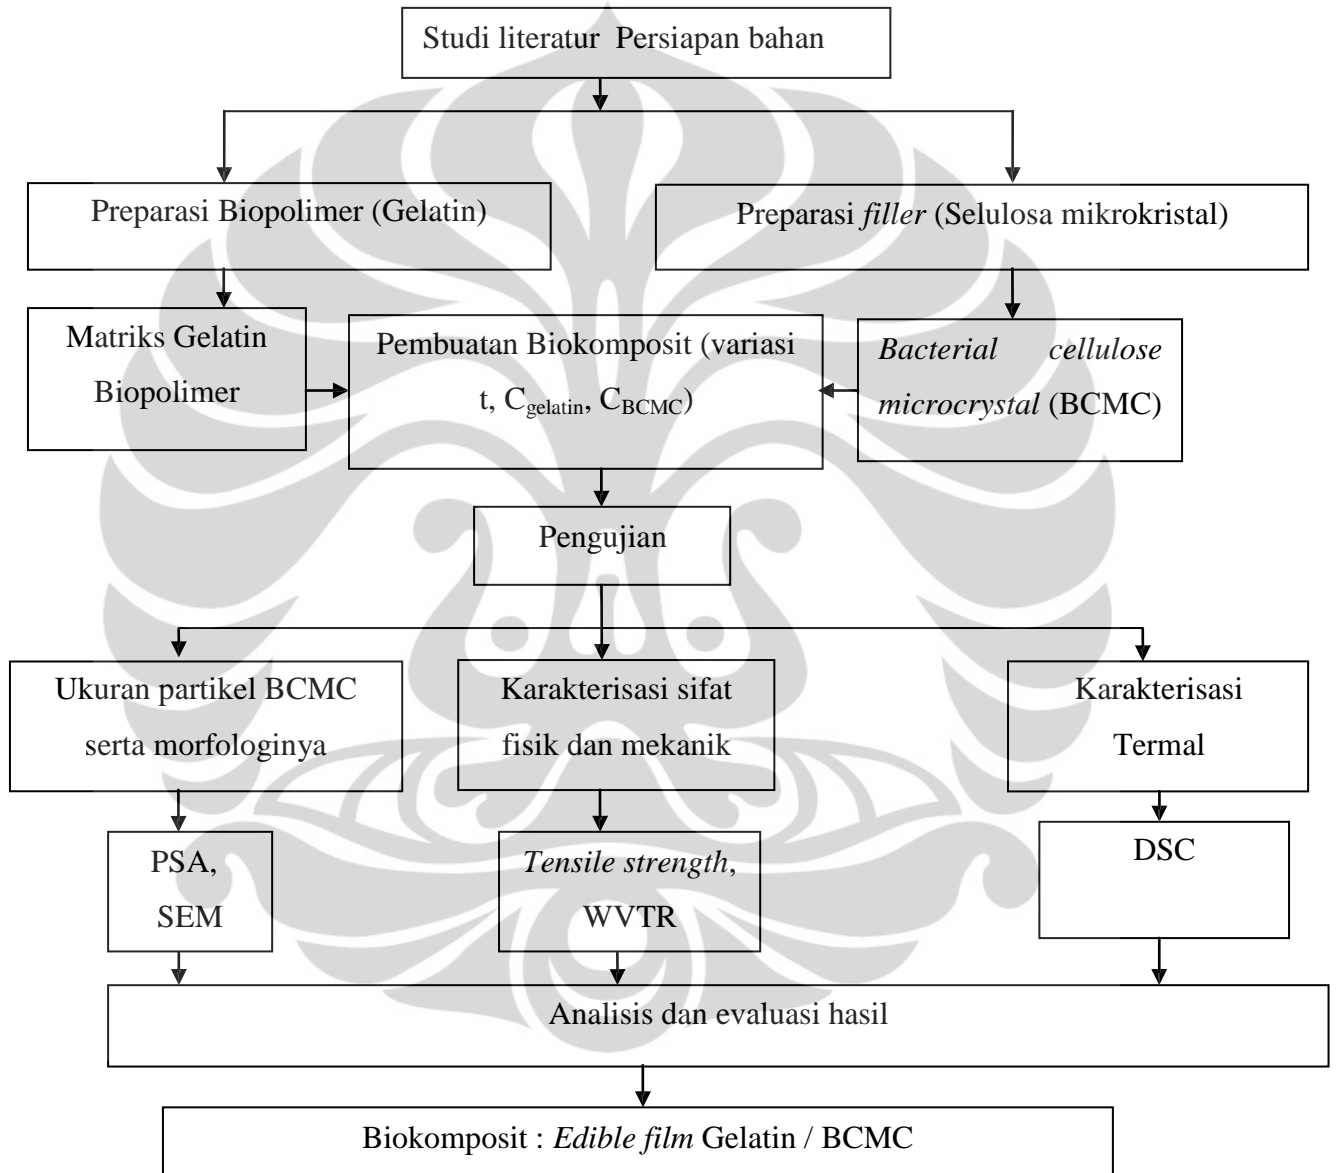 Studi literatur  Persiapan bahan
Preparasi Biopolimer (Gelatin)
Preparasi filler (Selulosa mikrokristal)
Matriks Gelatin
Biopolimer
Pembuatan Biokomposit (variasi
t, Cgelatin, CBCMC)
Bacterial cellulose
microcrystal (BCMC)
Pengujian
Ukuran partikel BCMC
serta morfologinya
Karakterisasi sifat
fisik dan mekanik
Karakterisasi
Termal
PSA,
SEM
Tensile strength,
WVTR
DSC
Analisis dan evaluasi hasil
Biokomposit : Edible film Gelatin / BCMC